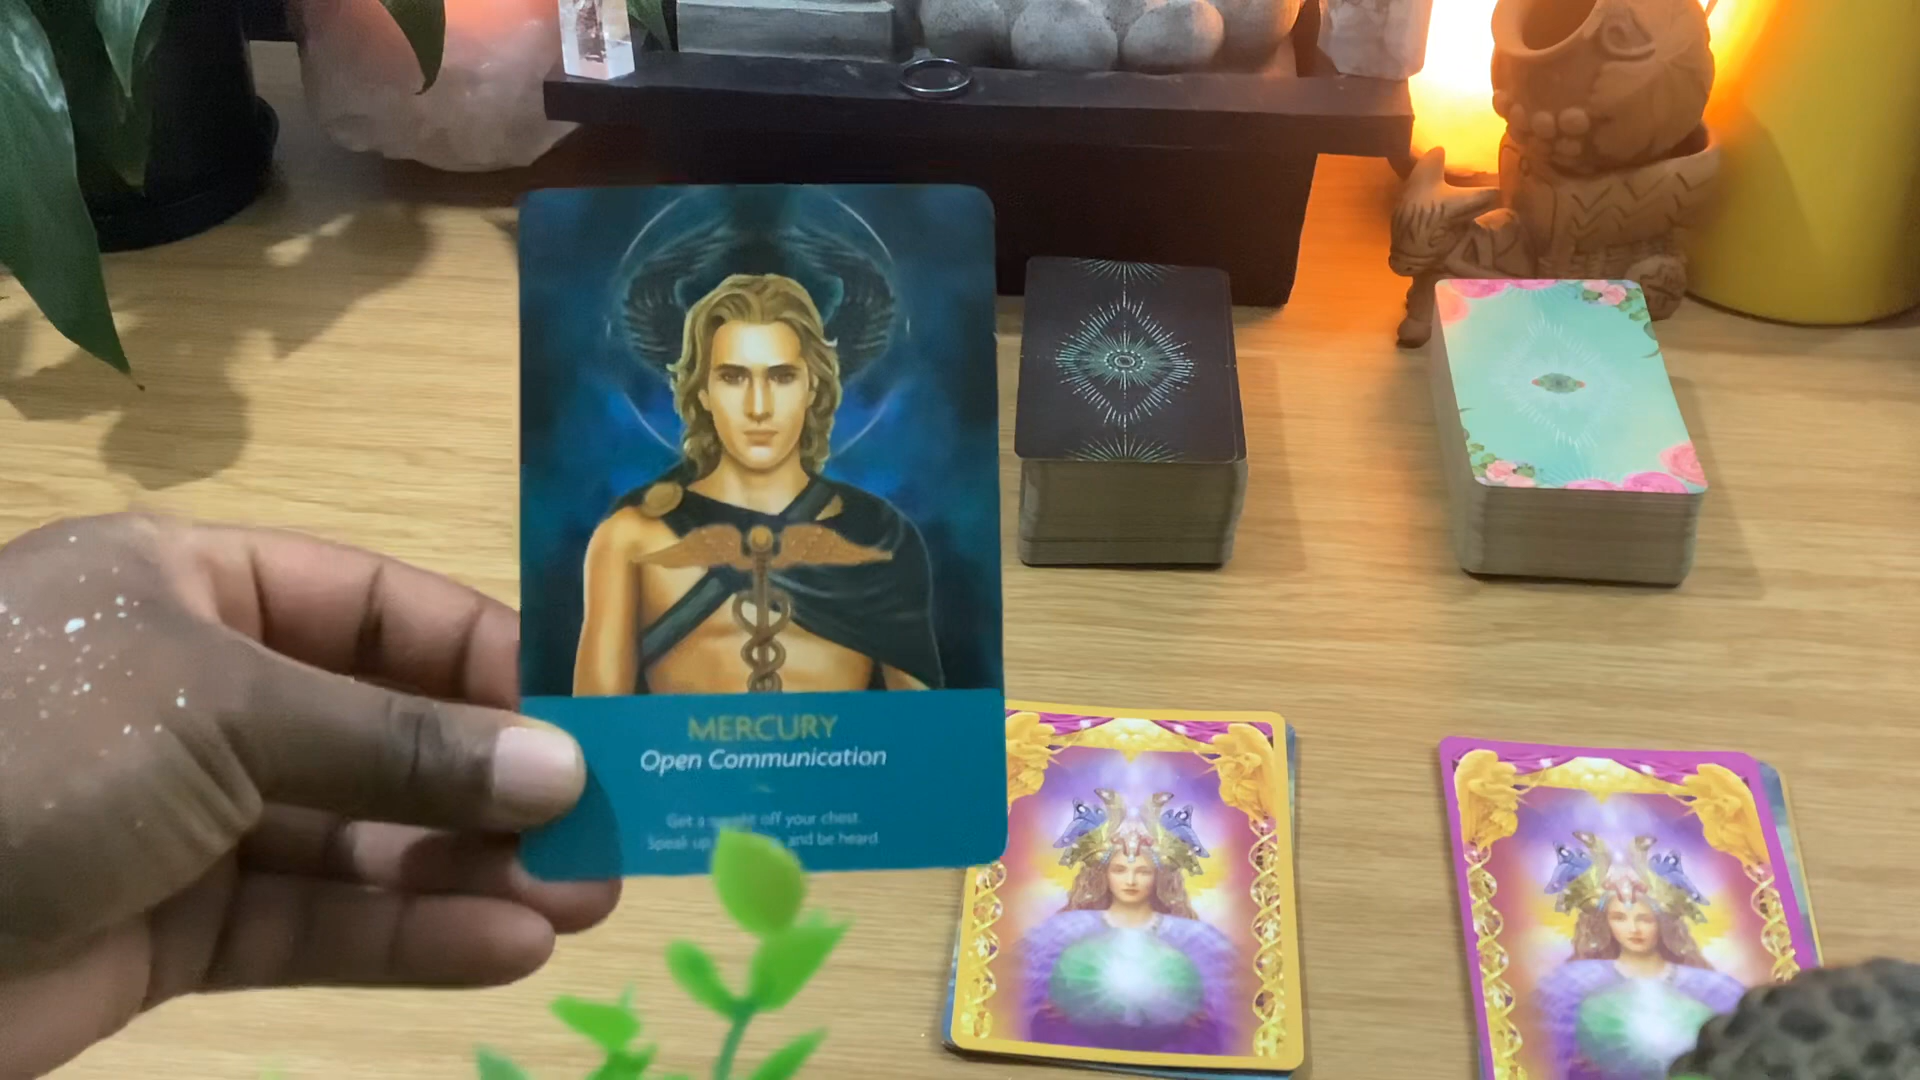 MERCURY
Open Communication
Get a off your chest.
Speak up and be heard.